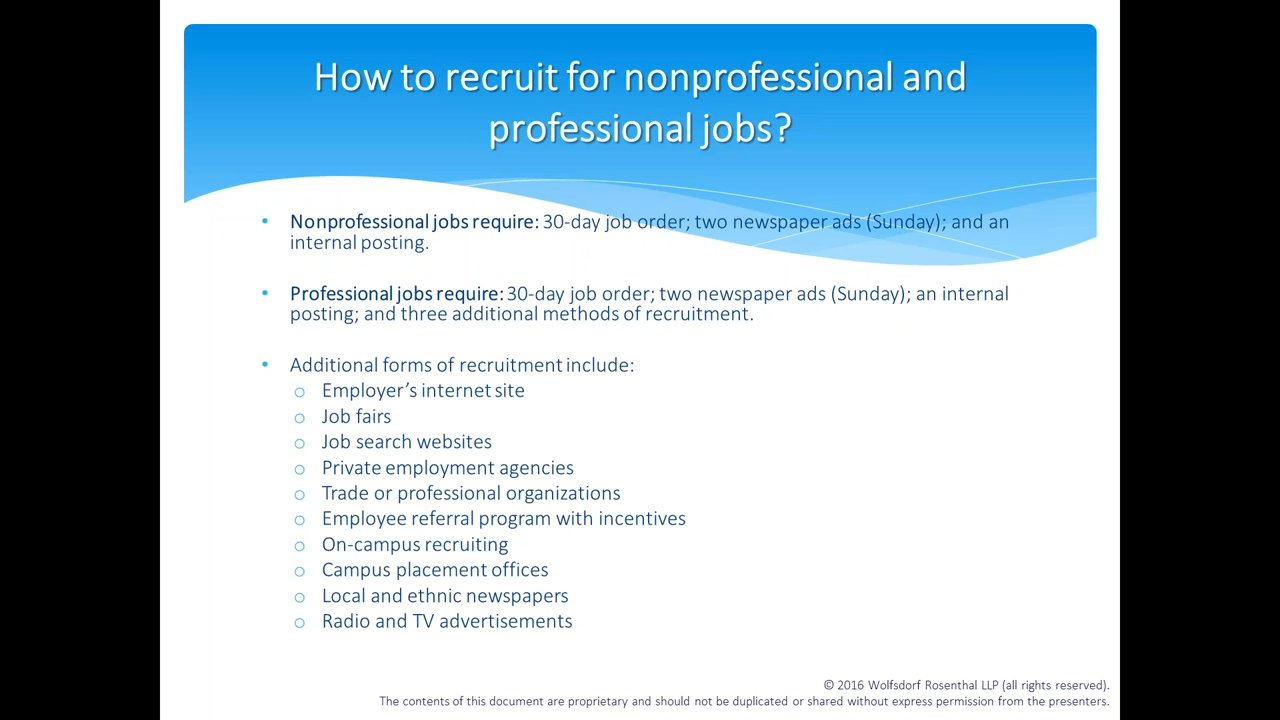 How to recruit for nonprofessional and
professional jobs?
• Nonprofessional jobs require: 30-day job order; two newspaper ads (Sunday); and an
internal posting.
• Professional jobs require: 30-day job order; two newspaper ads (Sunday); an internal
posting; and three additional methods of recruitment.
• Additional forms of recruitment include:
o Employer’s internet site
o Job fairs
o Job search websites
o Private employment agencies
o Trade or professional organizations
o Employee referral program with incentives
o On-campus recruiting
o Campus placement offices
o Local and ethnic newspapers
o Radio and TV advertisements
© 2016 Wolfsdorf Rosenthal LLP (all rights reserved).
The contents of this document are proprietary and should not be duplicated or shared without express permission from the presenters.